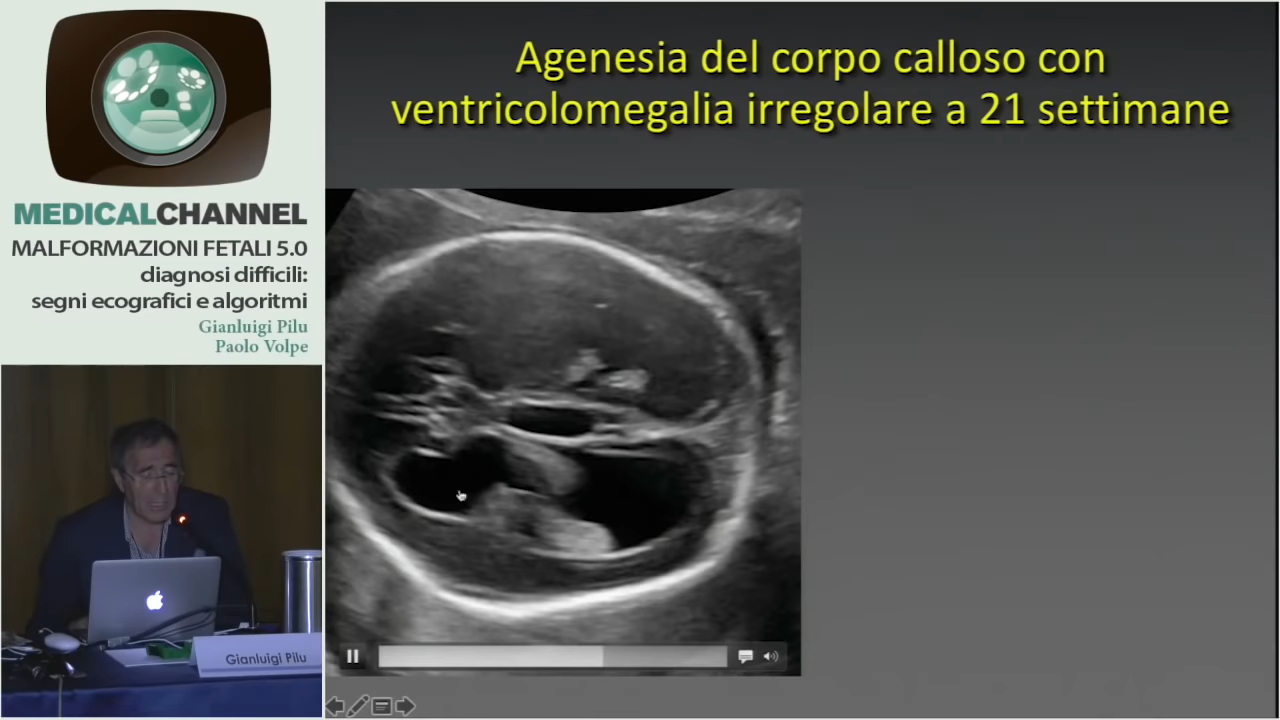 MEDICALCHANNEL
MALFORMAZIONI FETALI 5.0
diagnosi difficili:
segni ecografici e algoritmi
Gianluigi Pilu
Paolo Volpe
Agenesia del corpo calloso con
ventricolomegalia irregolare a 21 settimane
Gianluigi Pilu